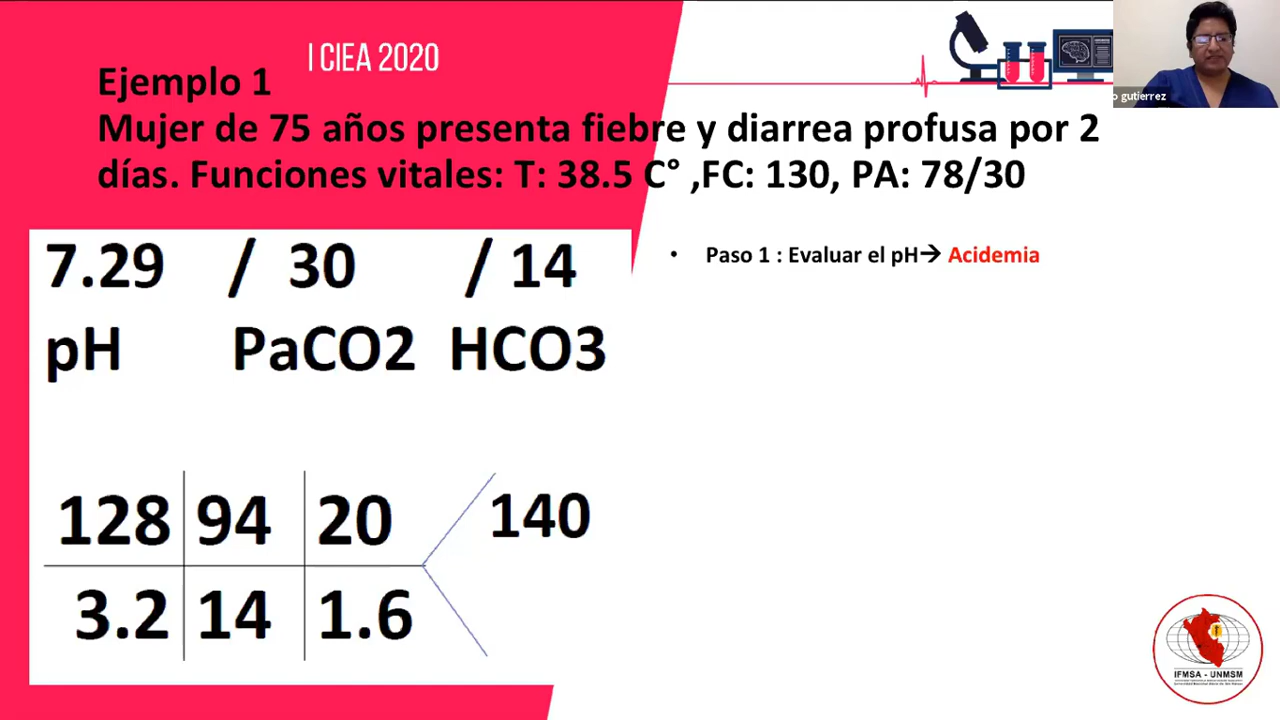 I CIEA 2020
Ejemplo 1
Mujer de 75 años presenta fiebre y diarrea profusa por 2
días. Funciones vitales: T: 38.5 C° ,FC: 130, PA: 78/30
o gutierrez
7.29 / 30 / 14
pH PaCO2 HCO3
• Paso 1 : Evaluar el pH→ Acidemia
128 94 20 140
3.2 14 1.6
IFMSA - UNMSM